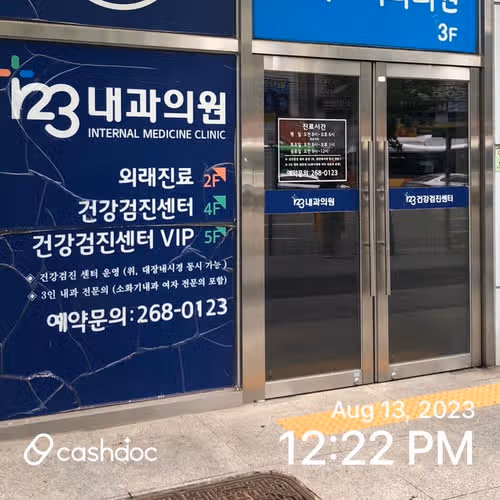 123 내과의원
INTERNAL MEDICINE CLINIC
외래진료 2F
건강검진센터 4F
건강검진센터 VIP 5F
건강검진 센터 운영 (위, 대장내시경 동시 가능)
3인 내과 전문의 (소화기내과 여자 전문의 포함)
예약문의:268-0123
3F
진료시간
예약문의:268-0123
123 내과의원
123 건강검진센터
Aug 13, 2023
12:22 PM
cashdoc